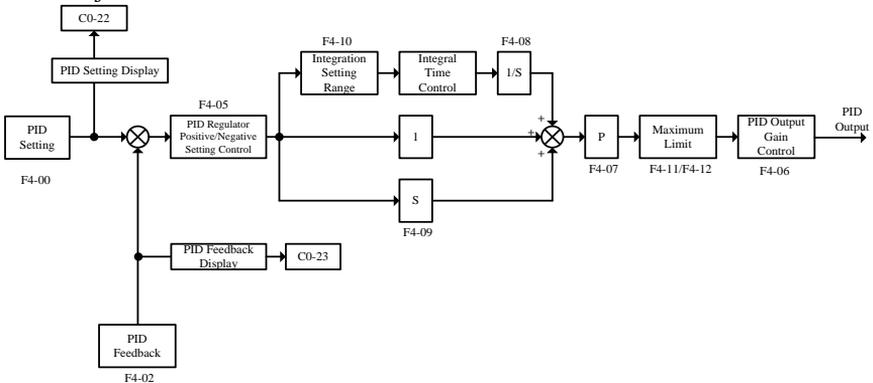 C0-22
PID Setting Display
PID
Setting
F4-00
F4-05
PID Regulator
Positive/Negative
Setting Control
F4-10
Integration
Setting
Range
Integral
Time
Control
F4-08
1/S
1
S
F4-09
+
+
+
P
F4-07
Maximum
Limit
F4-11/F4-12
PID Output
Gain
Control
F4-06
PID
Output
PID Feedback
Display
C0-23
PID
Feedback
F4-02